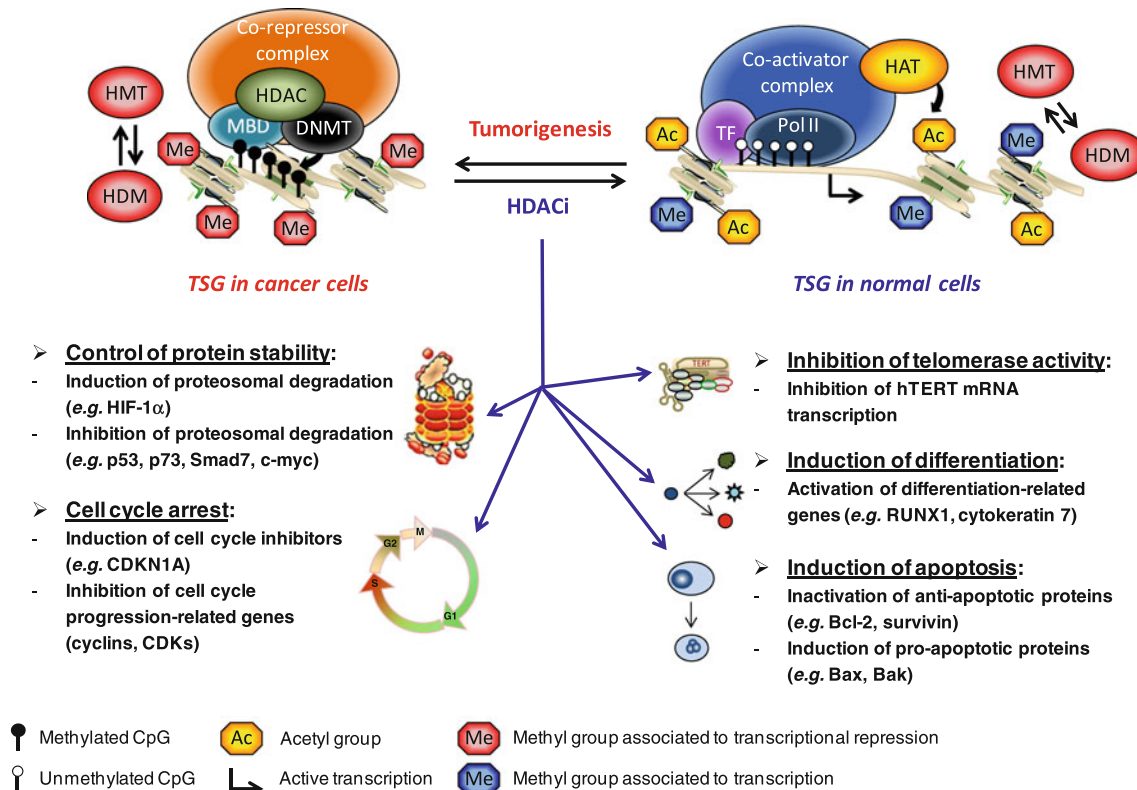 Co-repressor
complex
HDAC
MBD
DNMT
HMT
HDM
Me
Me
Me
Me
Tumorigenesis
HDACi
Co-activator
complex
HAT
TF
Pol II
Ac
Ac
Me
HMT
HDM
Me
Ac
Me
Ac
TSG in cancer cells
TSG in normal cells
➢ Control of protein stability:
- Induction of proteosomal degradation
(e.g. HIF-1α)
- Inhibition of proteosomal degradation
(e.g. p53, p73, Smad7, c-myc)
➢ Cell cycle arrest:
- Induction of cell cycle inhibitors
(e.g. CDKN1A)
- Inhibition of cell cycle
progression-related genes
(cyclins, CDKs)
M
G2
S
G1
TERT
➢ Inhibition of telomerase activity:
- Inhibition of hTERT mRNA
transcription
➢ Induction of differentiation:
- Activation of differentiation-related
genes (e.g. RUNX1, cytokeratin 7)
➢ Induction of apoptosis:
- Inactivation of anti-apoptotic proteins
(e.g. Bcl-2, survivin)
- Induction of pro-apoptotic proteins
(e.g. Bax, Bak)
Methylated CpG
Ac Acetyl group
Me Methyl group associated to transcriptional repression
Unmethylated CpG
Active transcription
Me Methyl group associated to transcription